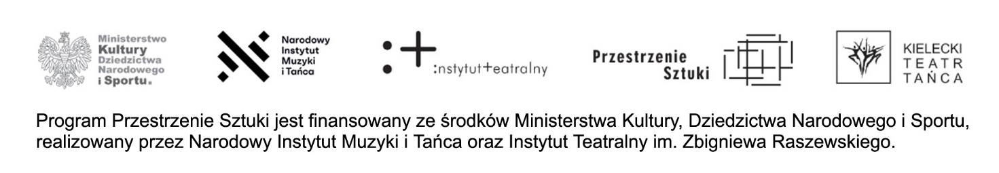 Ministerstwo
Kultury
Dziedzictwa
Narodowego
i Sportu.
Narodowy
Instytut
Muzyki
i Tańca
:nstytut+eatralny
Przestrzenie
Sztuki
KIELECKI
TEATR
TAŃCA
Program Przestrzenie Sztuki jest finansowany ze środków Ministerstwa Kultury, Dziedzictwa Narodowego i Sportu,
realizowany przez Narodowy Instytut Muzyki i Tańca oraz Instytut Teatralny im. Zbigniewa Raszewskiego.